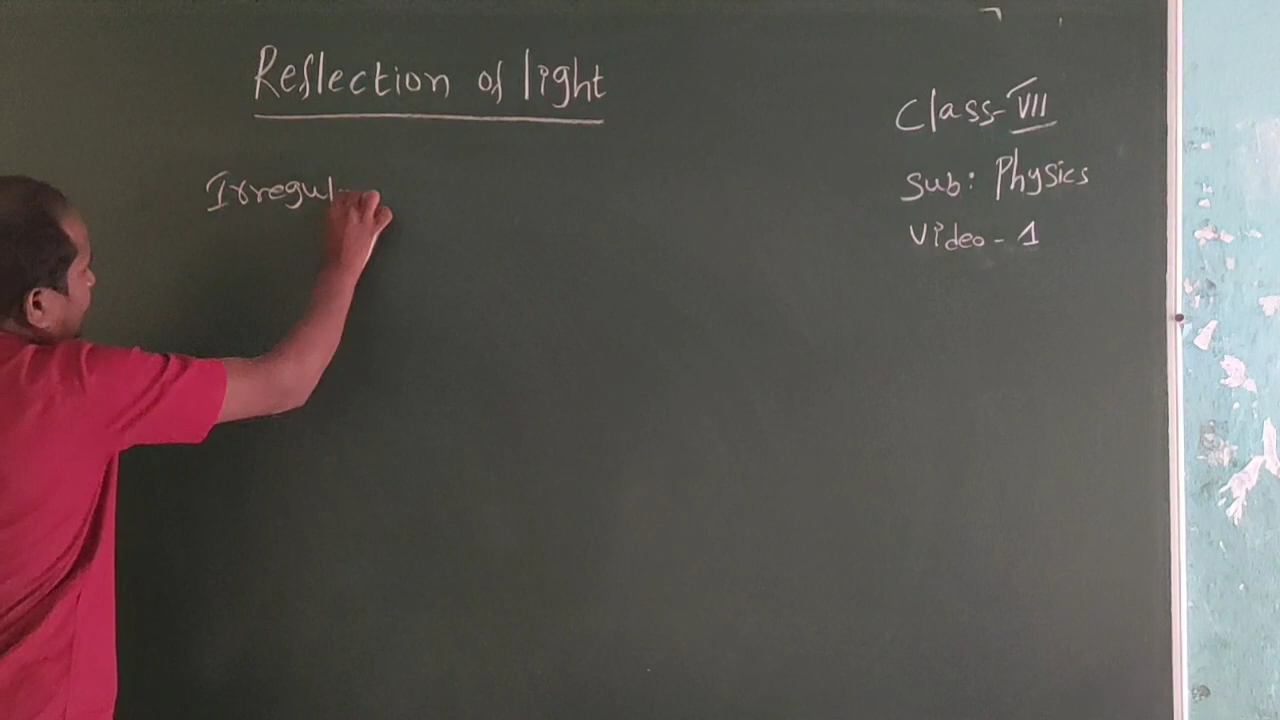 Reflection of light
Irregul
Class-VII
Sub: Physics
Video - 1